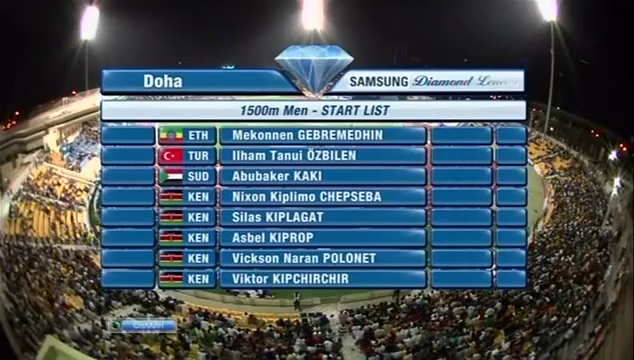 Doha SAMSUNG Diamond League
1500m Men - START LIST
ETH Mekonnen GEBREMEDHIN
TUR Ilham Tanui ÖZBILEN
SUD Abubaker KAKI
KEN Nixon Kiplimo CHEPSEBA
KEN Silas KIPLAGAT
KEN Asbel KIPROP
KEN Vickson Naran POLONET
KEN Viktor KIPCHIRCHIR